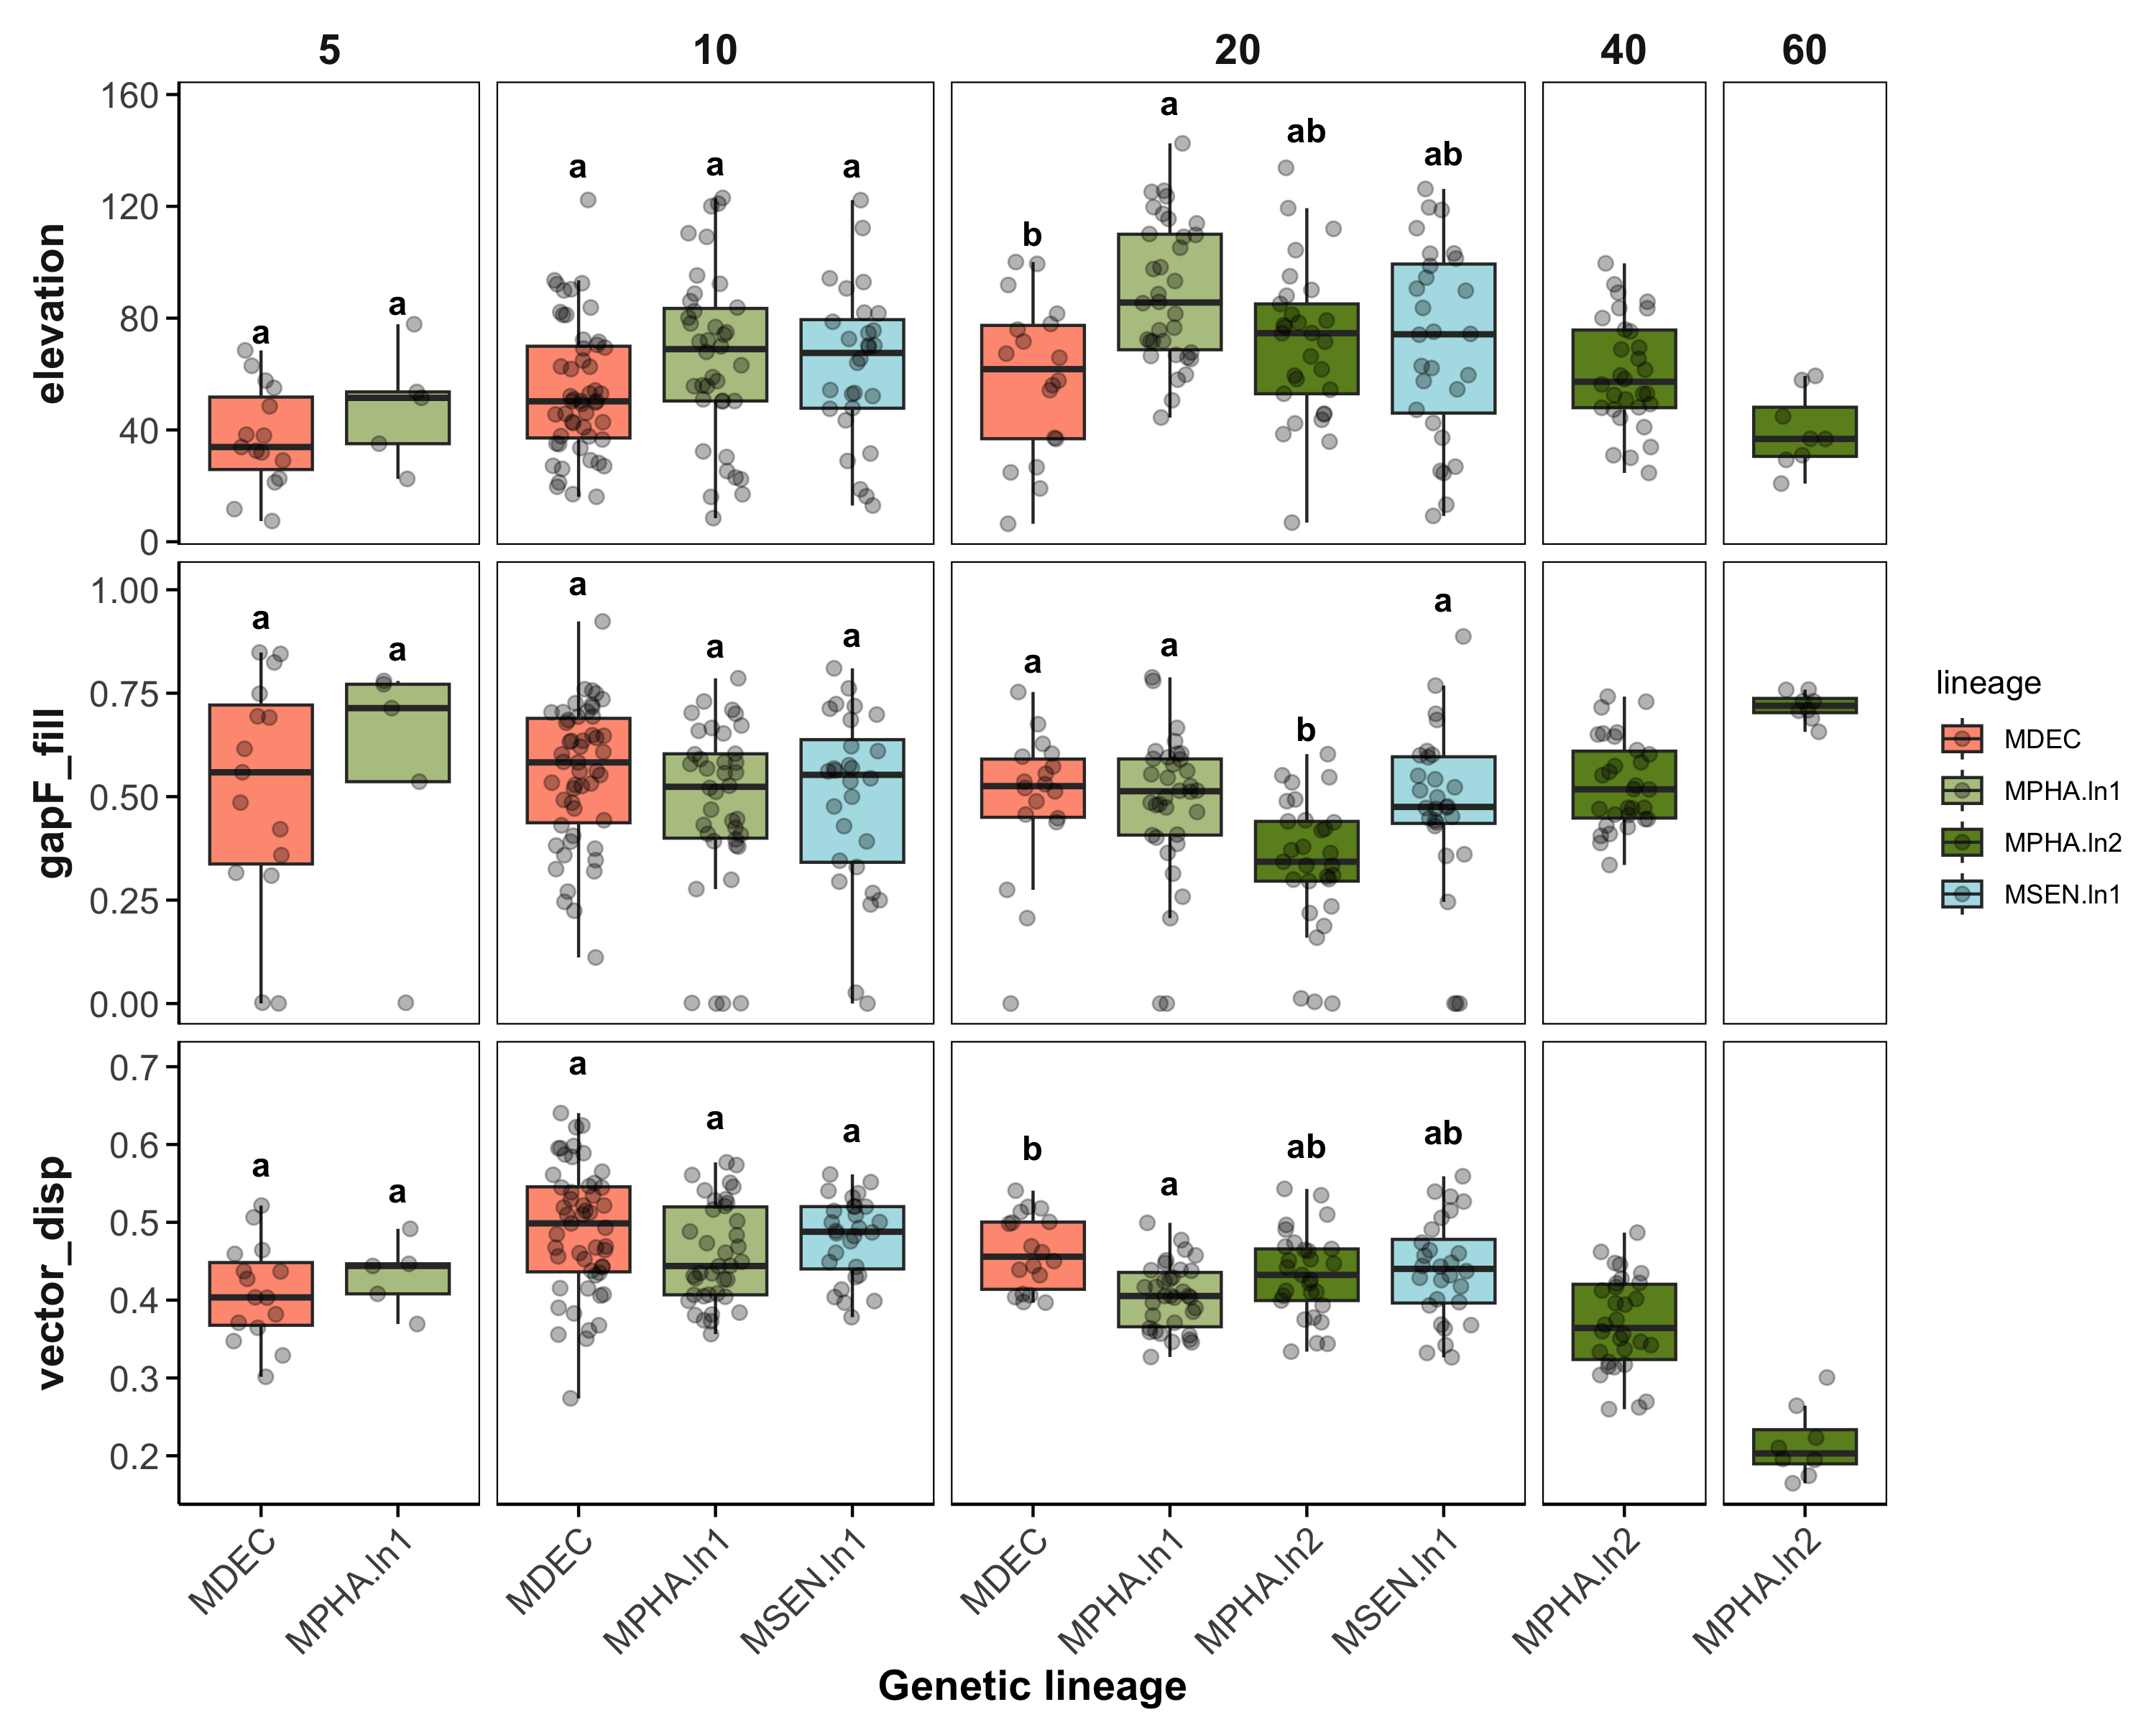 5 10 20 40 60
elevation
160
120
80
40
0
a a a a a b a ab ab
gapF_fill
1.00
0.75
0.50
0.25
0.00
a a a a a a a b a
vector_disp
0.7
0.6
0.5
0.4
0.3
0.2
a a a a a b a ab ab
MDEC MPHA.ln1 MDEC MPHA.ln1 MSEN.ln1 MDEC MPHA.ln1 MPHA.ln2 MSEN.ln1 MPHA.ln2 MPHA.ln2
Genetic lineage
lineage
MDEC
MPHA.ln1
MPHA.ln2
MSEN.ln1